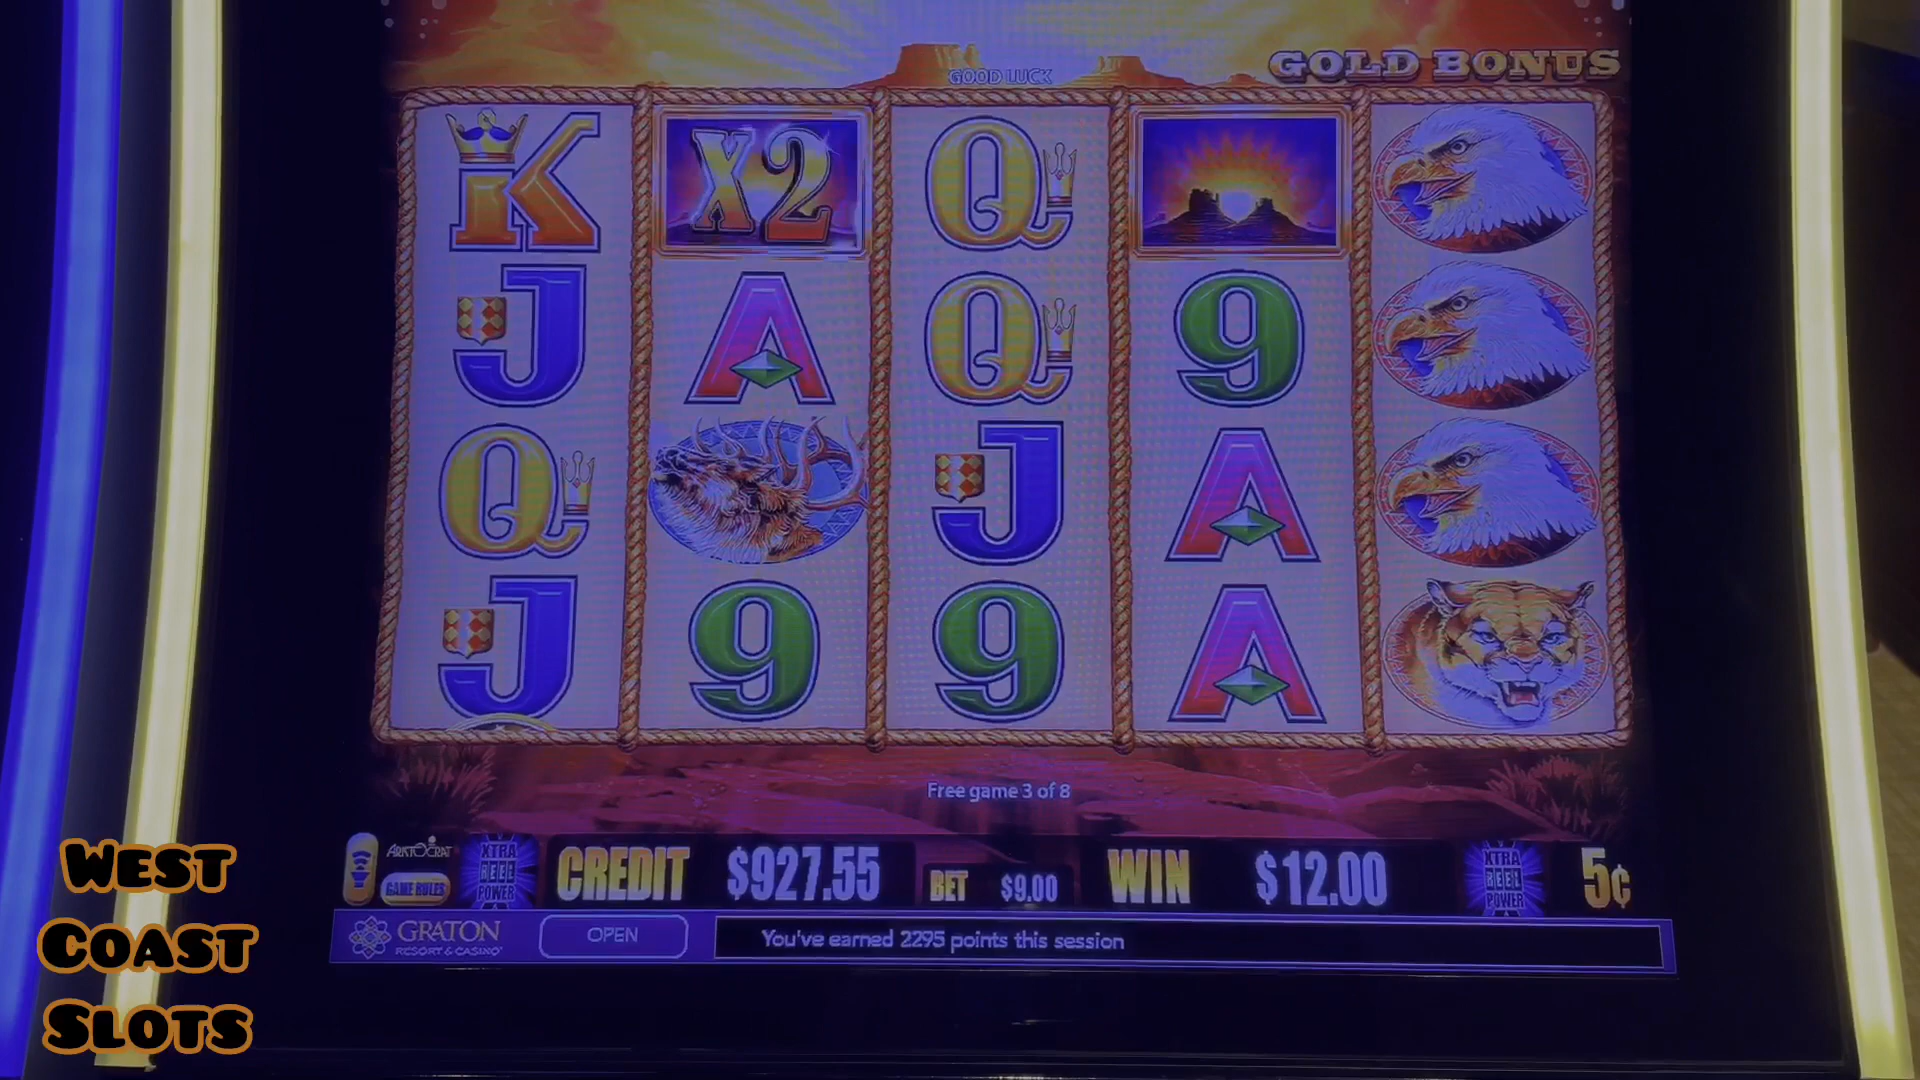 GOLD BONUS
GOOD LUCK
K X2 Q
J A Q 9
Q J A
J 9 9 A
Free game 3 of 8
ARISTOCRAT
GAME RULES
XTRA REEL POWER
CREDIT $927.55
BET $9.00
WIN $12.00
XTRA REEL POWER
5¢
GRATON
RESORT & CASINO
OPEN
You've earned 2295 points this session
WEST
COAST
SLOTS